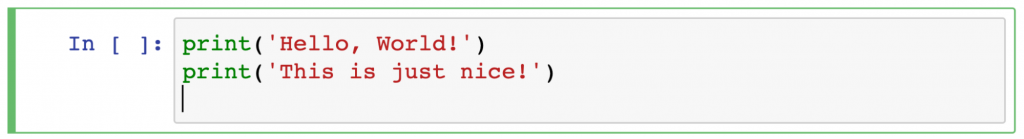 In [ ]: print('Hello, World!')
print('This is just nice!')